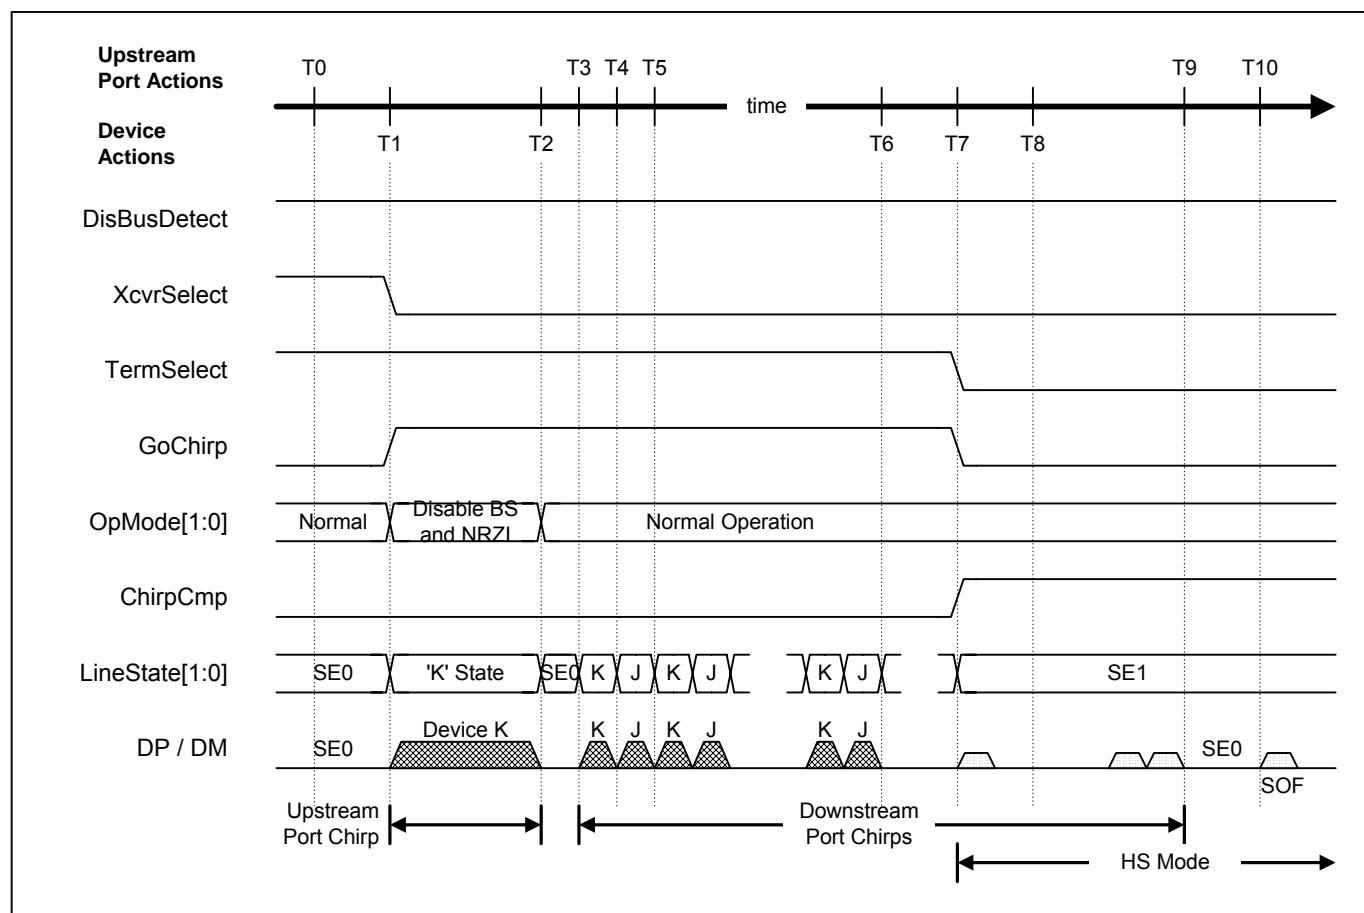 Upstream
Port Actions
T0
T3
T4
T5
T9
T10
time
Device
Actions
T1
T2
T6
T7
T8
DisBusDetect
XcvrSelect
TermSelect
GoChirp
OpMode[1:0]
Normal
Disable BS
and NRZI
Normal Operation
ChirpCmp
LineState[1:0]
SE0
'K' State
SE0
K
J
K
J
K
J
SE1
DP / DM
SE0
Device K
K
J
K
J
K
J
SE0
SOF
Upstream
Port Chirp
Downstream
Port Chirps
HS Mode